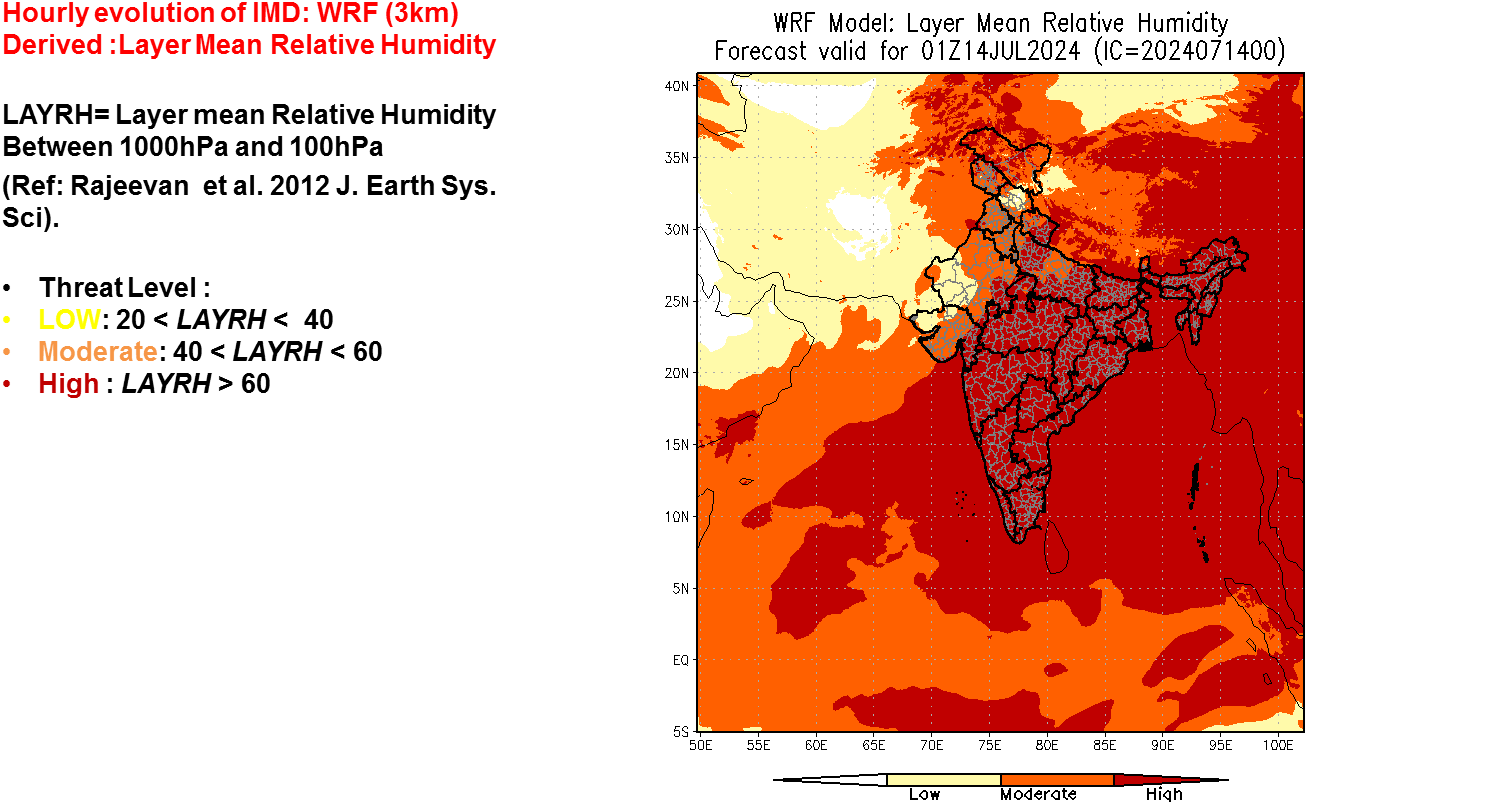 Hourly evolution of IMD: WRF (3km)
Derived :Layer Mean Relative Humidity
LAYRH= Layer mean Relative Humidity
Between 1000hPa and 100hPa
(Ref: Rajeevan et al. 2012 J. Earth Sys.
Sci).
• Threat Level :
• LOW: 20 < LAYRH < 40
• Moderate: 40 < LAYRH < 60
• High : LAYRH > 60
WRF Model: Layer Mean Relative Humidity
Forecast valid for 01Z14JUL2024 (IC=2024071400)
40N
35N
30N
25N
20N
15N
10N
5N
EQ
5S
50E 55E 60E 65E 70E 75E 80E 85E 90E 95E 100E
Low Moderate High